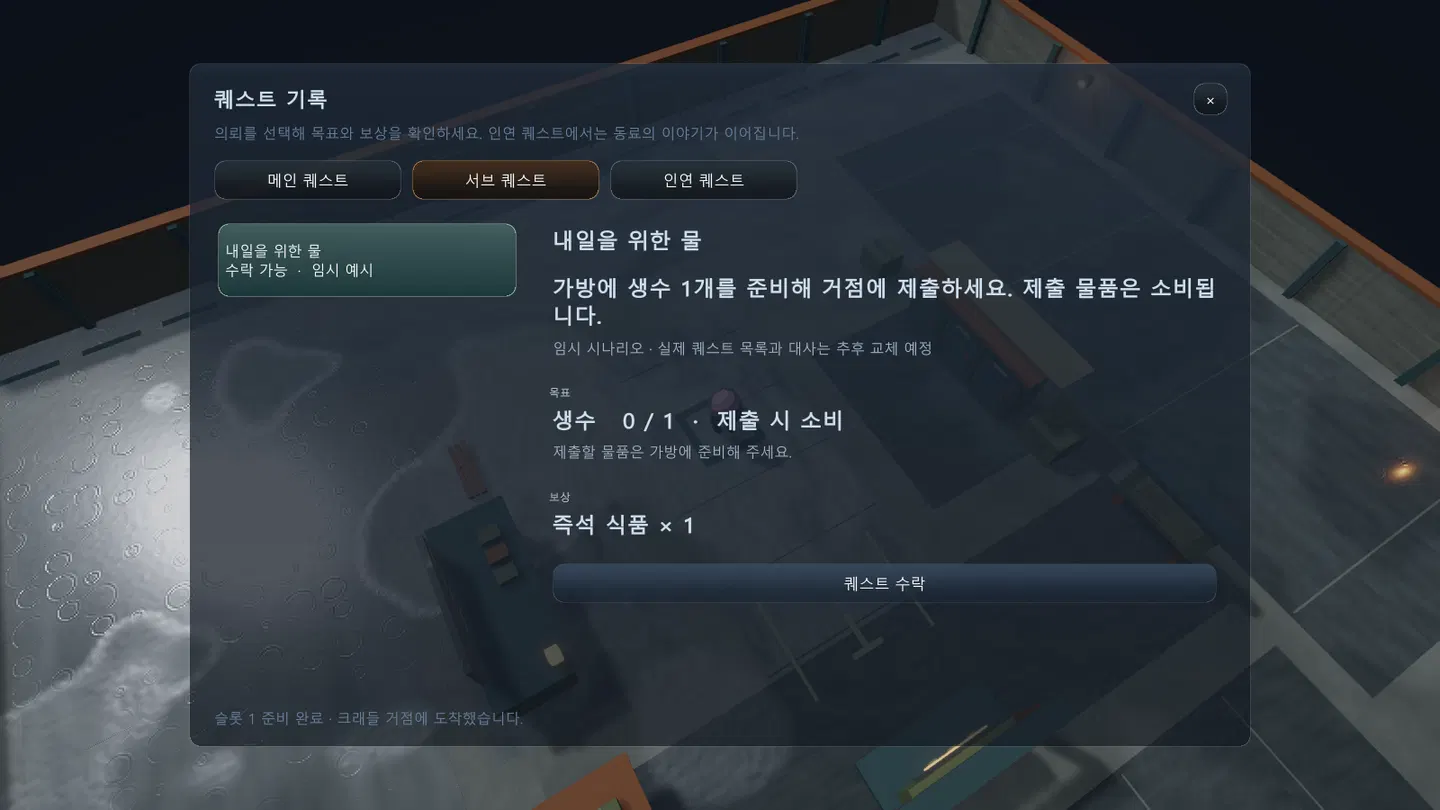 퀘스트 기록
×
의뢰를 선택해 목표와 보상을 확인하세요. 인연 퀘스트에서는 동료의 이야기가 이어집니다.
메인 퀘스트
서브 퀘스트
인연 퀘스트
내일을 위한 물
수락 가능 · 임시 예시
내일을 위한 물
가방에 생수 1개를 준비해 거점에 제출하세요. 제출 물품은 소비됩
니다.
임시 시나리오 · 실제 퀘스트 목록과 대사는 추후 교체 예정
목표
생수 0 / 1 · 제출 시 소비
제출할 물품은 가방에 준비해 주세요.
보상
즉석 식품 × 1
퀘스트 수락
슬롯 1 준비 완료 · 크래들 거점에 도착했습니다.